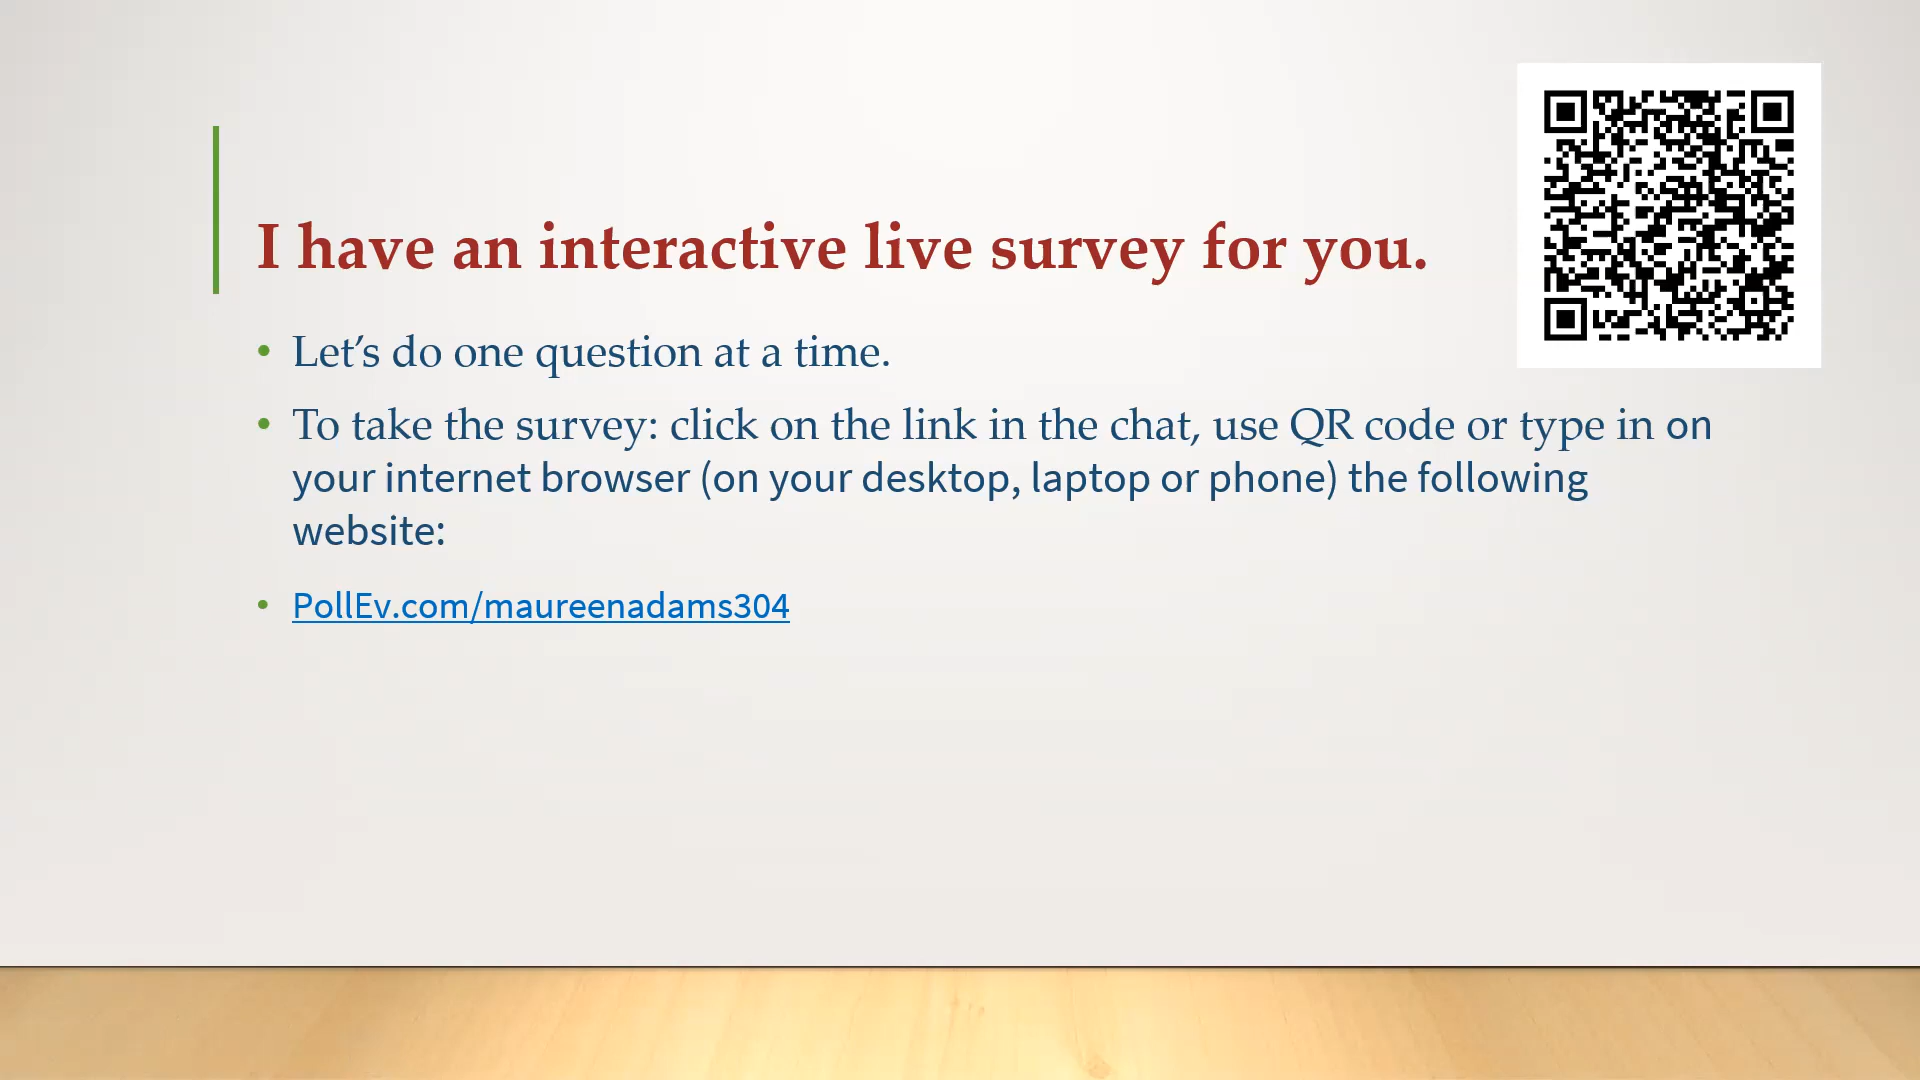 I have an interactive live survey for you.
• Let’s do one question at a time.
• To take the survey: click on the link in the chat, use QR code or type in on
your internet browser (on your desktop, laptop or phone) the following
website:
• PollEv.com/maureenadams304